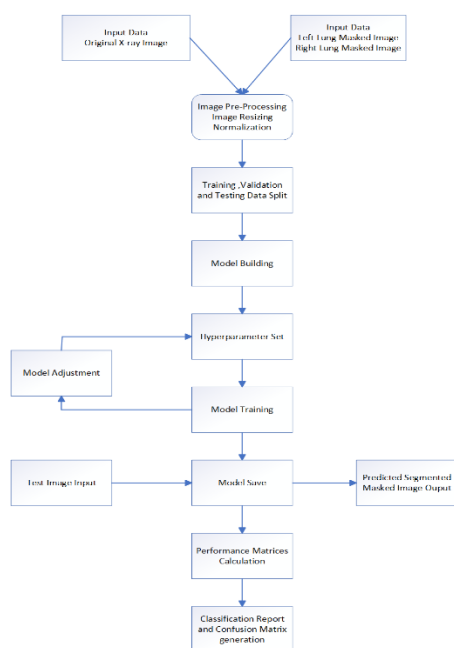 Input Data
Original X ray Image
Input Data
Left Lung Masked Image
Right Lung Masked Image
Image Pre-Processing
Image Resizing
Normalization
Training ,Validation
and Testing Data Split
Model Building
Hyperparameter Set
Model Adjustment
Model Training
Test Image Input
Model Save
Predicted Segmented
Masked Image Ouput
Performance Matrices
Calculation
Classification Report
and Confusion Matrix
generation